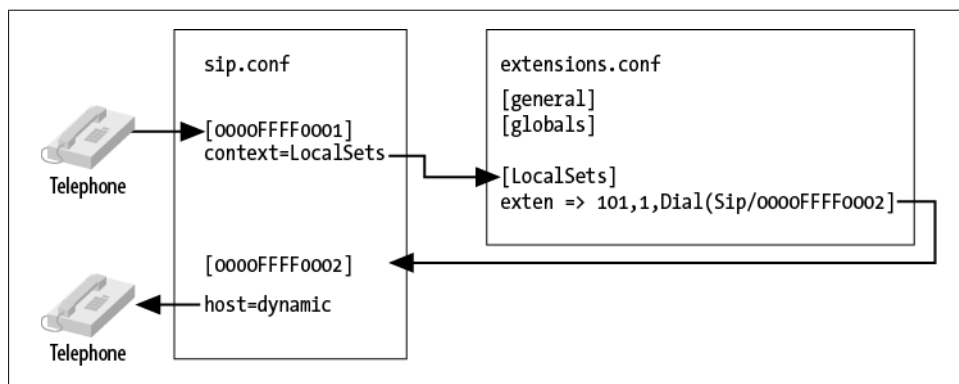 sip.conf
[0000FFFF0001]
context=LocalSets
Telephone
[0000FFFF0002]
host=dynamic
Telephone
extensions.conf
[general]
[globals]
[LocalSets]
exten => 101,1,Dial(Sip/0000FFFF0002]